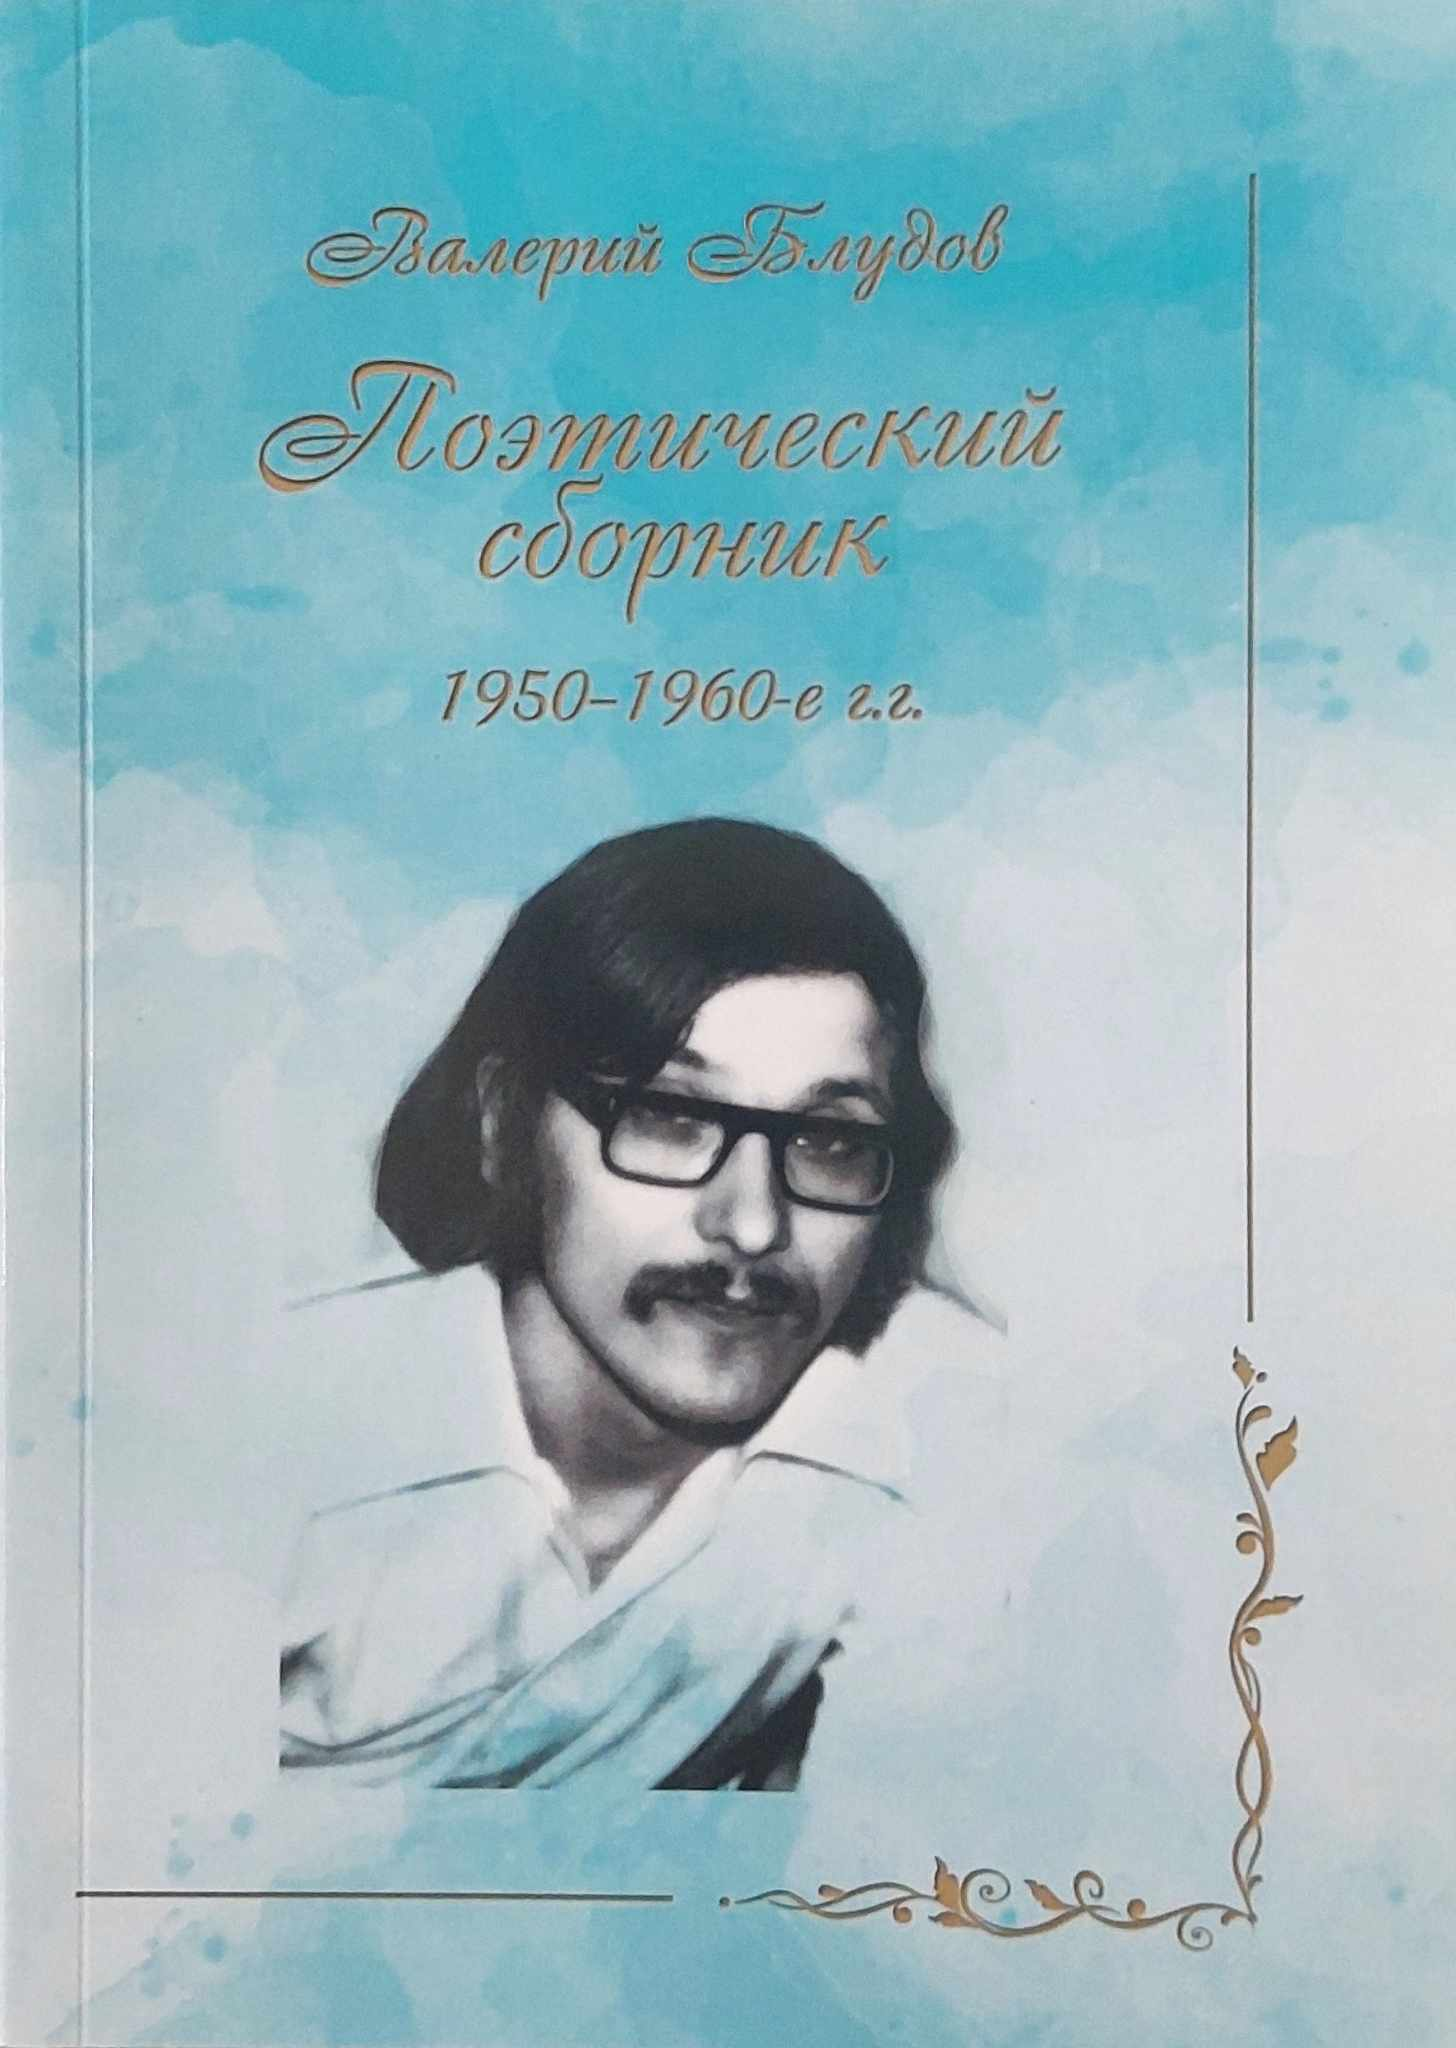 Валерий Блудов
Поэтический
сборник
1950–1960-е г.г.